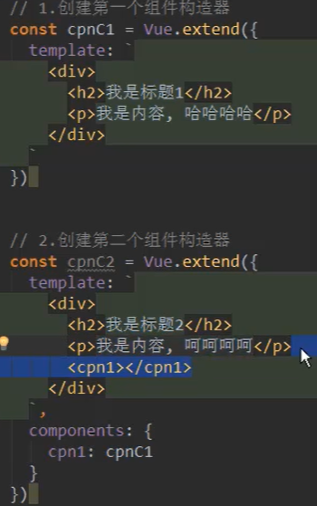 // 1.创建第一个组件构造器
const cpnC1 = Vue.extend({
template: `
<div>
<h2>我是标题1</h2>
<p>我是内容, 哈哈哈哈</p>
</div>
`
})
// 2.创建第二个组件构造器
const cpnC2 = Vue.extend({
template: `
<div>
<h2>我是标题2</h2>
<p>我是内容, 呵呵呵呵</p>
<cpn1></cpn1>
</div>
`,
components: {
cpn1: cpnC1
}
})